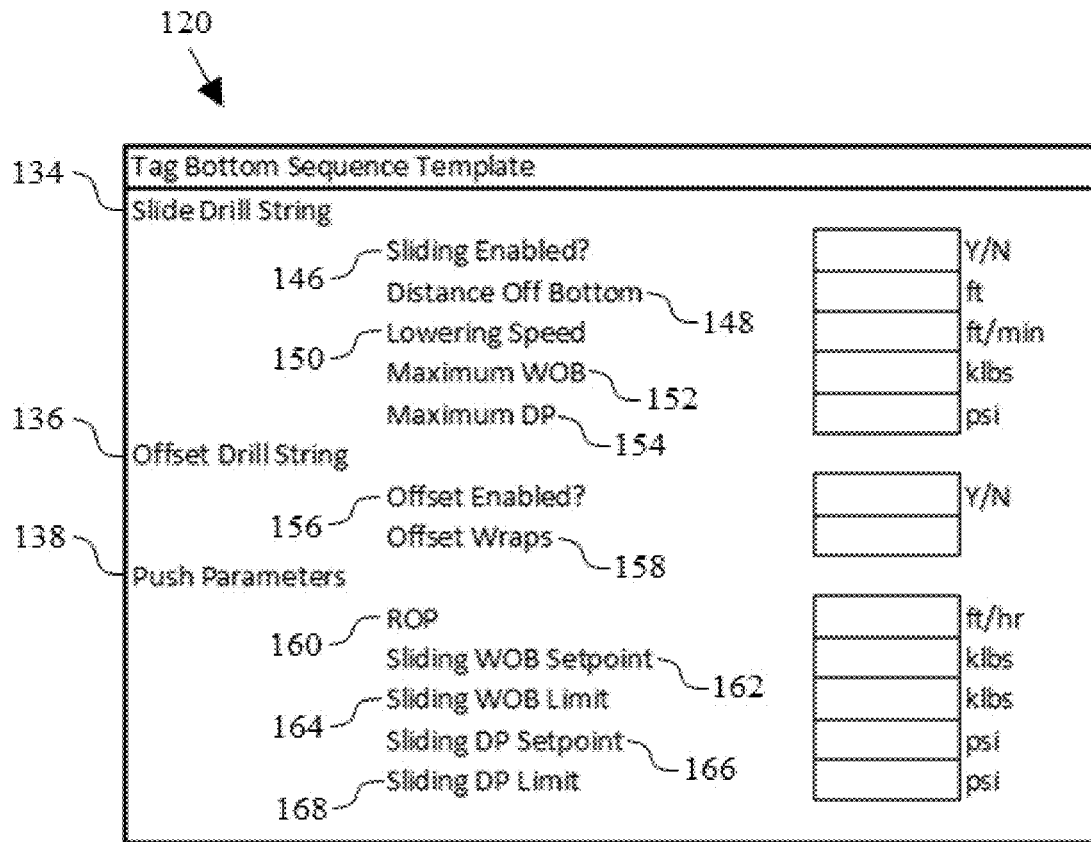 120
134 Tag Bottom Sequence Template
Slide Drill String
146 Sliding Enabled? Y/N
Distance Off Bottom 148 ft
150 Lowering Speed ft/min
Maximum WOB 152 klbs
136 Maximum DP 154 psi
Offset Drill String
156 Offset Enabled? Y/N
138 Offset Wraps 158
Push Parameters
160 ROP ft/hr
Sliding WOB Setpoint 162 klbs
164 Sliding WOB Limit klbs
Sliding DP Setpoint 166 psi
168 Sliding DP Limit psi